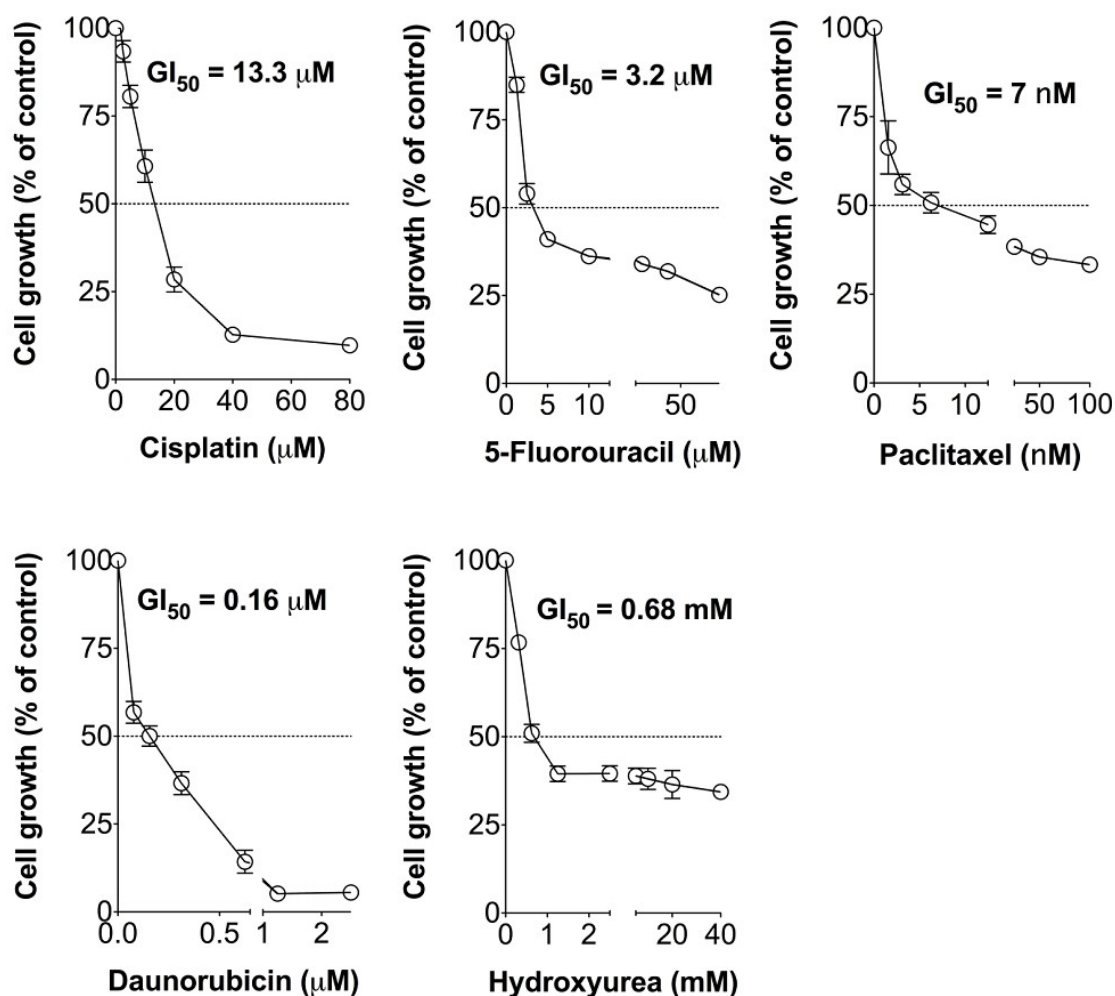 Cell growth (% of control)
100
75
50
25
0
GI50 = 13.3 μM
0 20 40 60 80
Cisplatin (μM)
Cell growth (% of control)
100
75
50
25
0
GI50 = 3.2 μM
0 5 10 50
5-Fluorouracil (μM)
Cell growth (% of control)
100
75
50
25
0
GI50 = 7 nM
0 5 10 50 100
Paclitaxel (nM)
Cell growth (% of control)
100
75
50
25
0
GI50 = 0.16 μM
0.0 0.5 1 2
Daunorubicin (μM)
Cell growth (% of control)
100
75
50
25
0
GI50 = 0.68 mM
0 1 2 20 40
Hydroxyurea (mM)